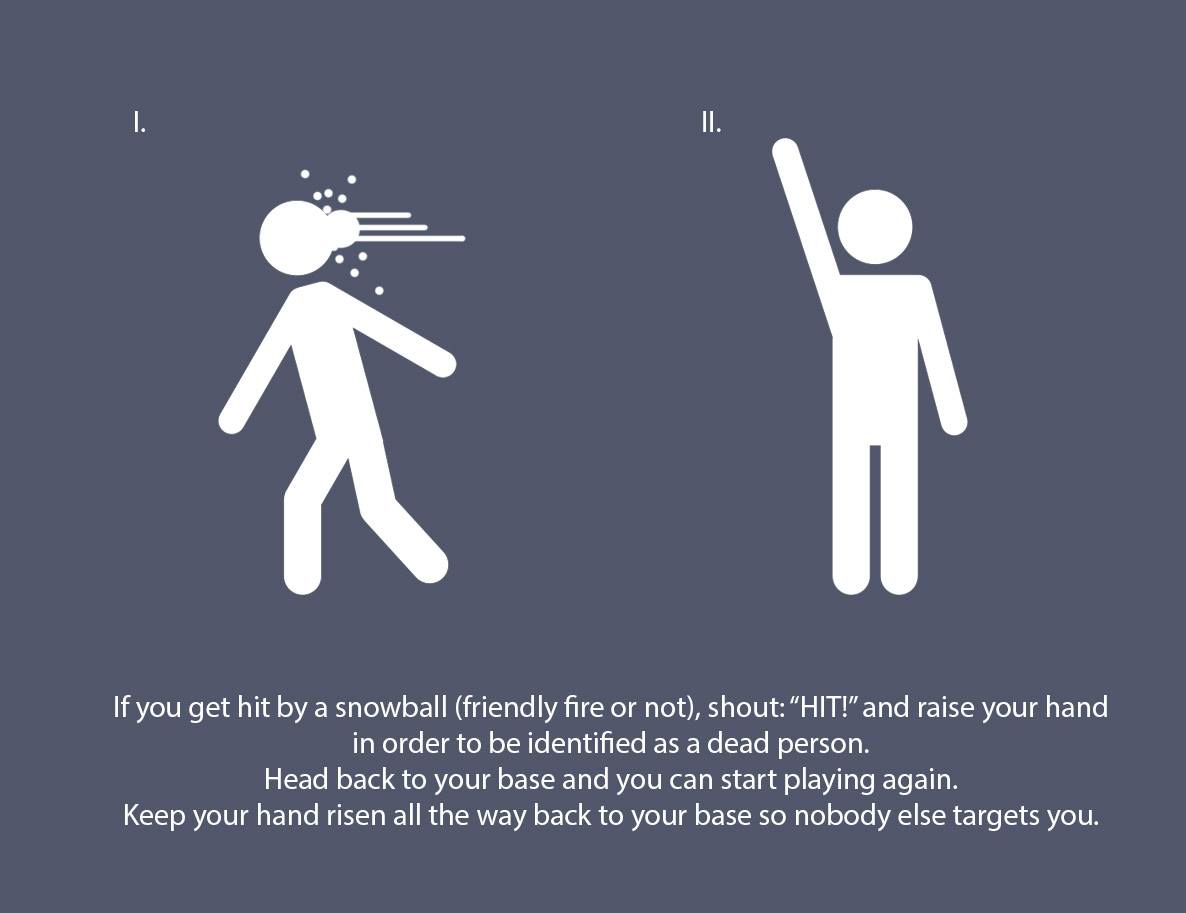 I.
II.
If you get hit by a snowball (friendly fire or not), shout: “HIT!” and raise your hand
in order to be identified as a dead person.
Head back to your base and you can start playing again.
Keep your hand risen all the way back to your base so nobody else targets you.